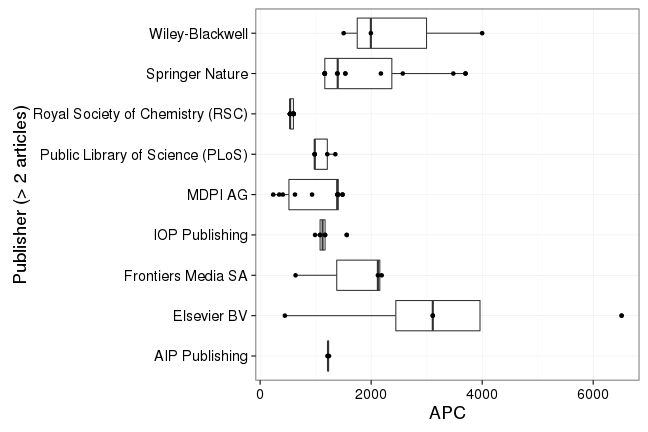 Publisher (> 2 articles)
Wiley-Blackwell
Springer Nature
Royal Society of Chemistry (RSC)
Public Library of Science (PLoS)
MDPI AG
IOP Publishing
Frontiers Media SA
Elsevier BV
AIP Publishing
0 2000 4000 6000
APC